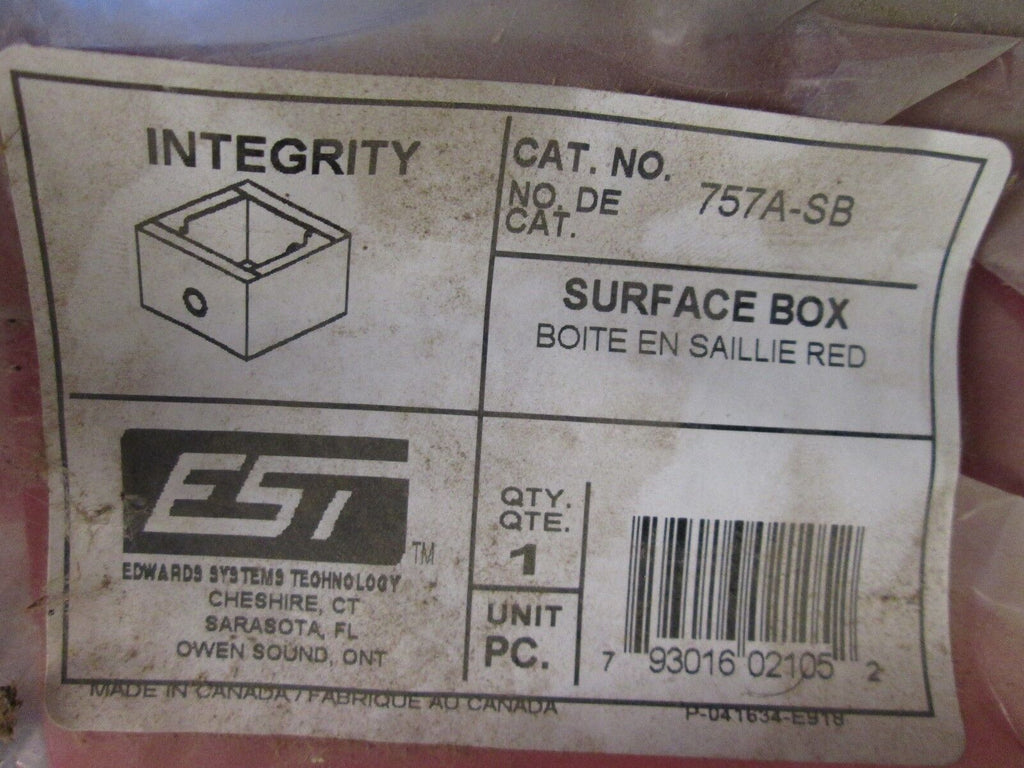 INTEGRITY
CAT. NO.
NO. DE
CAT.
757A-SB
SURFACE BOX
BOITE EN SAILLIE RED
EST TM
EDWARDS SYSTEMS TECHNOLOGY
CHESHIRE, CT
SARASOTA, FL
OWEN SOUND, ONT
QTY.
QTE.
1
UNIT
PC.
7 93016 02105 2
MADE IN CANADA / FABRIQUE AU CANADA
P-041634-E918